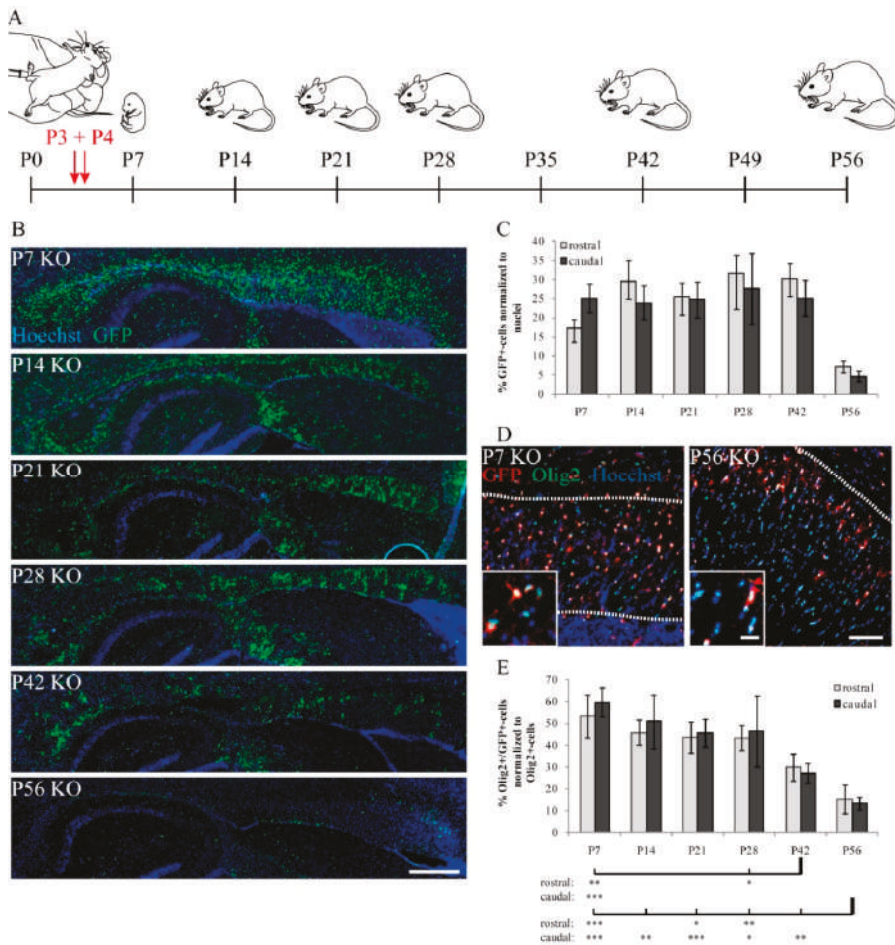 A
P3 + P4
P0 P7 P14 P21 P28 P35 P42 P49 P56
B
P7 KO
Hoechst GFP
P14 KO
P21 KO
P28 KO
P42 KO
P56 KO
C
% GFP+-cells normalized to
nuclei
40
35
30
25
20
15
10
5
0
rostral
caudal
P7 P14 P21 P28 P42 P56
D
P7 KO
GFP Olig2 Hoechst
P56 KO
E
% Olig2+/GFP+-cells
normalized to
Olig2+-cells
70
60
50
40
30
20
10
0
rostral
caudal
P7 P14 P21 P28 P42 P56
rostral: ** *
caudal: ***
rostral: *** * **
caudal: *** ** *** * **